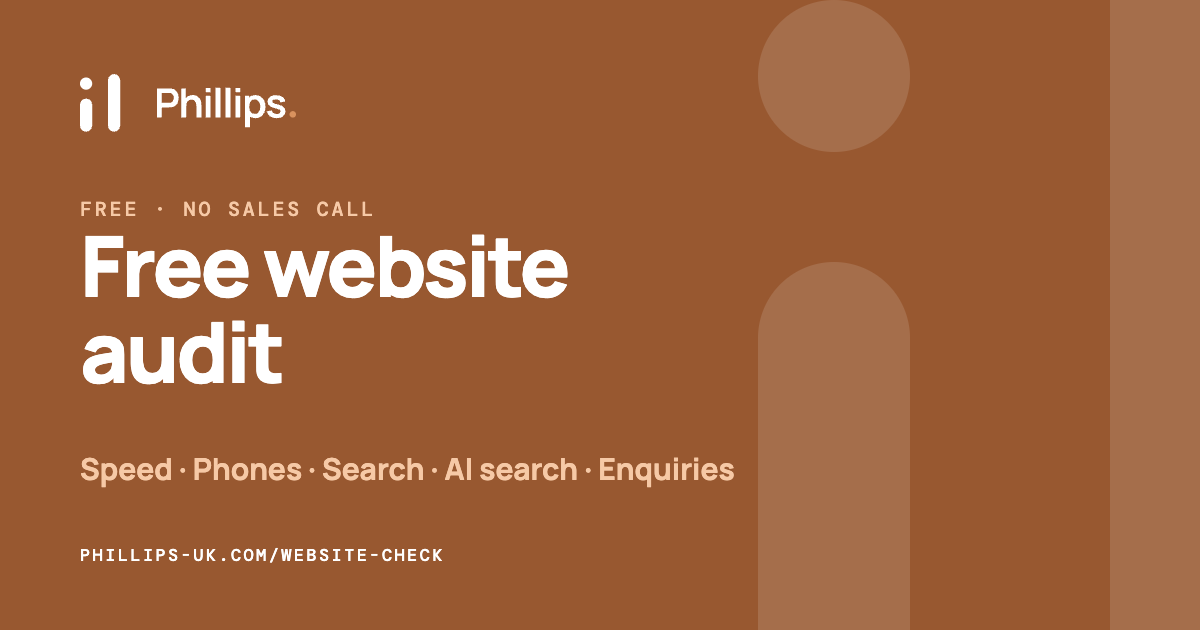 Phillips.
FREE · NO SALES CALL
Free website
audit
Speed · Phones · Search · AI search · Enquiries
PHILLIPS-UK.COM/WEBSITE-CHECK